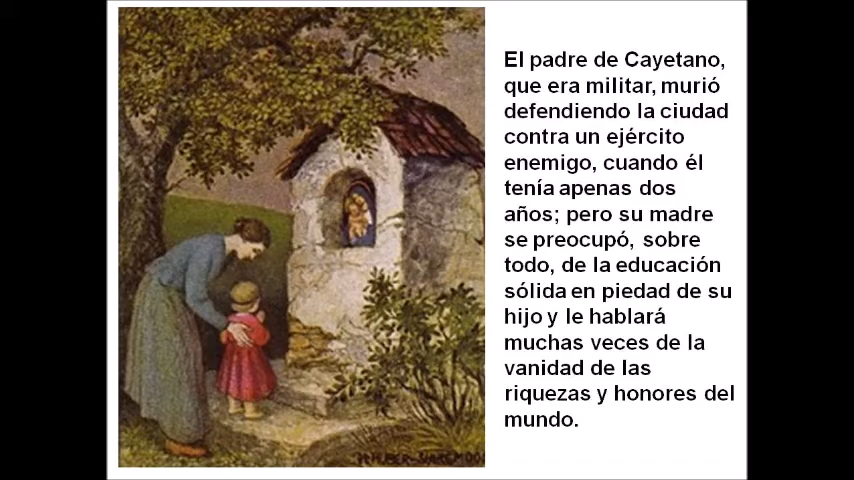 El padre de Cayetano,
que era militar, murió
defendiendo la ciudad
contra un ejército
enemigo, cuando él
tenía apenas dos
años; pero su madre
se preocupó, sobre
todo, de la educación
sólida en piedad de su
hijo y le hablará
muchas veces de la
vanidad de las
riquezas y honores del
mundo.